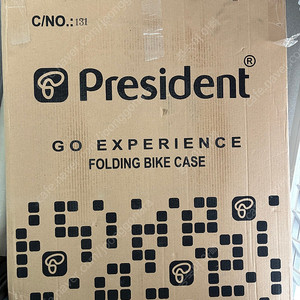 C/NO.: 131
President®
GO EXPERIENCE
FOLDING BIKE CASE